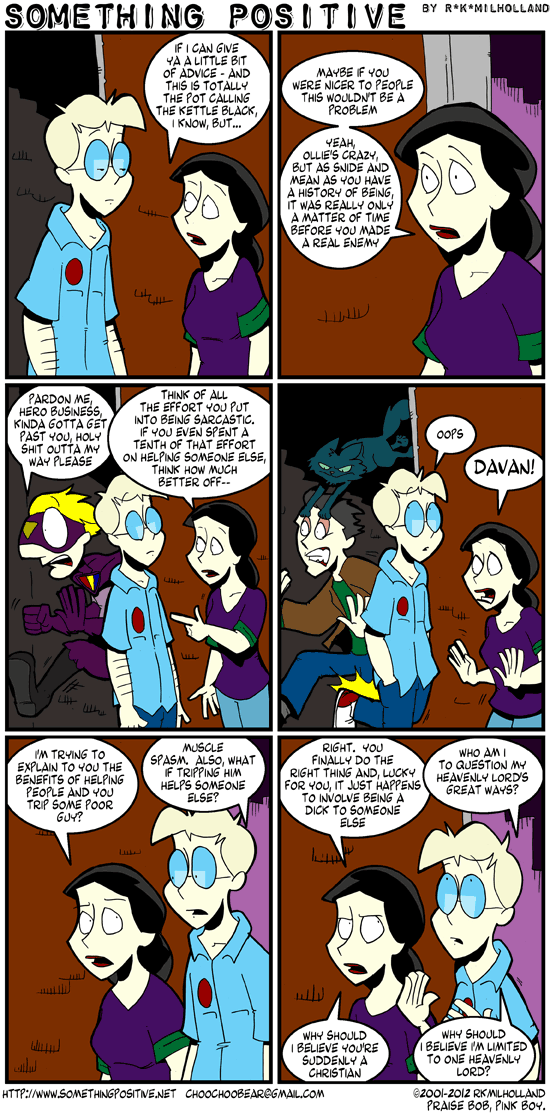 SOMETHING POSITIVE BY R*K*MILHOLLAND
IF I CAN GIVE
YA A LITTLE BIT
OF ADVICE - AND
THIS IS TOTALLY
THE POT CALLING
THE KETTLE BLACK,
I KNOW, BUT...
MAYBE IF YOU
WERE NICER TO PEOPLE
THIS WOULDN'T BE A
PROBLEM
YEAH,
OLLIE'S CRAZY,
BUT AS SNIDE AND
MEAN AS YOU HAVE
A HISTORY OF BEING,
IT WAS REALLY ONLY
A MATTER OF TIME
BEFORE YOU MADE
A REAL ENEMY
PARDON ME,
HERO BUSINESS,
KINDA GOTTA GET
PAST YOU, HOLY
SHIT OUTTA MY
WAY PLEASE
THINK OF ALL
THE EFFORT YOU PUT
INTO BEING SARCASTIC.
IF YOU EVEN SPENT A
TENTH OF THAT EFFORT
ON HELPING SOMEONE ELSE,
THINK HOW MUCH
BETTER OFF--
OOPS
DAVAN!
I'M TRYING TO
EXPLAIN TO YOU THE
BENEFITS OF HELPING
PEOPLE AND YOU
TRIP SOME POOR
GUY?
MUSCLE
SPASM. ALSO, WHAT
IF TRIPPING HIM
HELPS SOMEONE
ELSE?
RIGHT. YOU
FINALLY DO THE
RIGHT THING AND, LUCKY
FOR YOU, IT JUST HAPPENS
TO INVOLVE BEING A
DICK TO SOMEONE
ELSE
WHO AM I
TO QUESTION MY
HEAVENLY LORD'S
GREAT WAYS?
WHY SHOULD
I BELIEVE YOU'RE
SUDDENLY A
CHRISTIAN
WHY SHOULD
I BELIEVE I'M LIMITED
TO ONE HEAVENLY
LORD?
HTTP://WWW.SOMETHINGPOSITIVE.NET CHOOCHOOBEAR@GMAIL.COM
©2001-2012 RKMILHOLLAND
PRAISE BOB, PINK BOY.